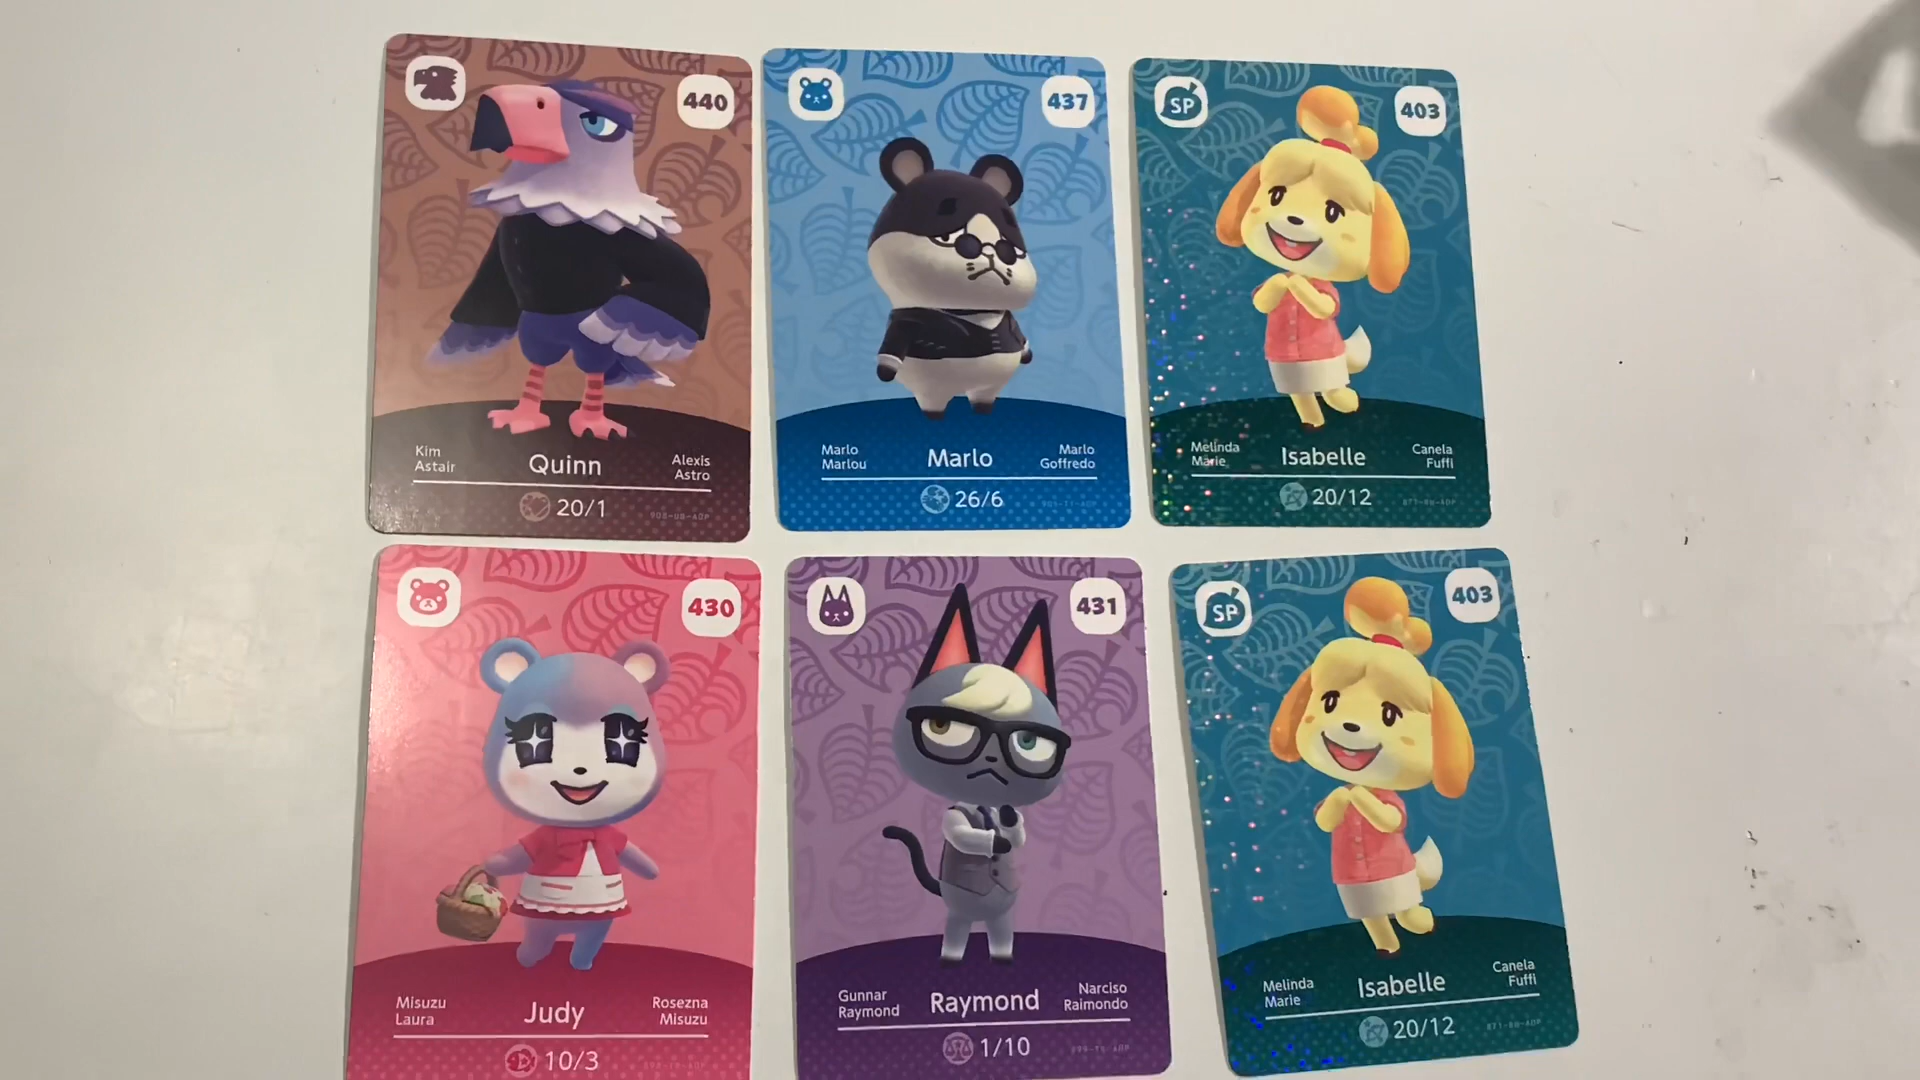 440
Kim
Astair
Quinn
Alexis
Astro
20/1
437
Marlo
Marlou
Marlo
Marlo
Goffredo
26/6
SP
403
Melinda
Marie
Isabelle
Canela
Fuffi
20/12
430
Misuzu
Laura
Judy
Rosezna
Misuzu
10/3
431
Gunnar
Raymond
Raymond
Narciso
Raimondo
1/10
SP
403
Melinda
Marie
Isabelle
Canela
Fuffi
20/12